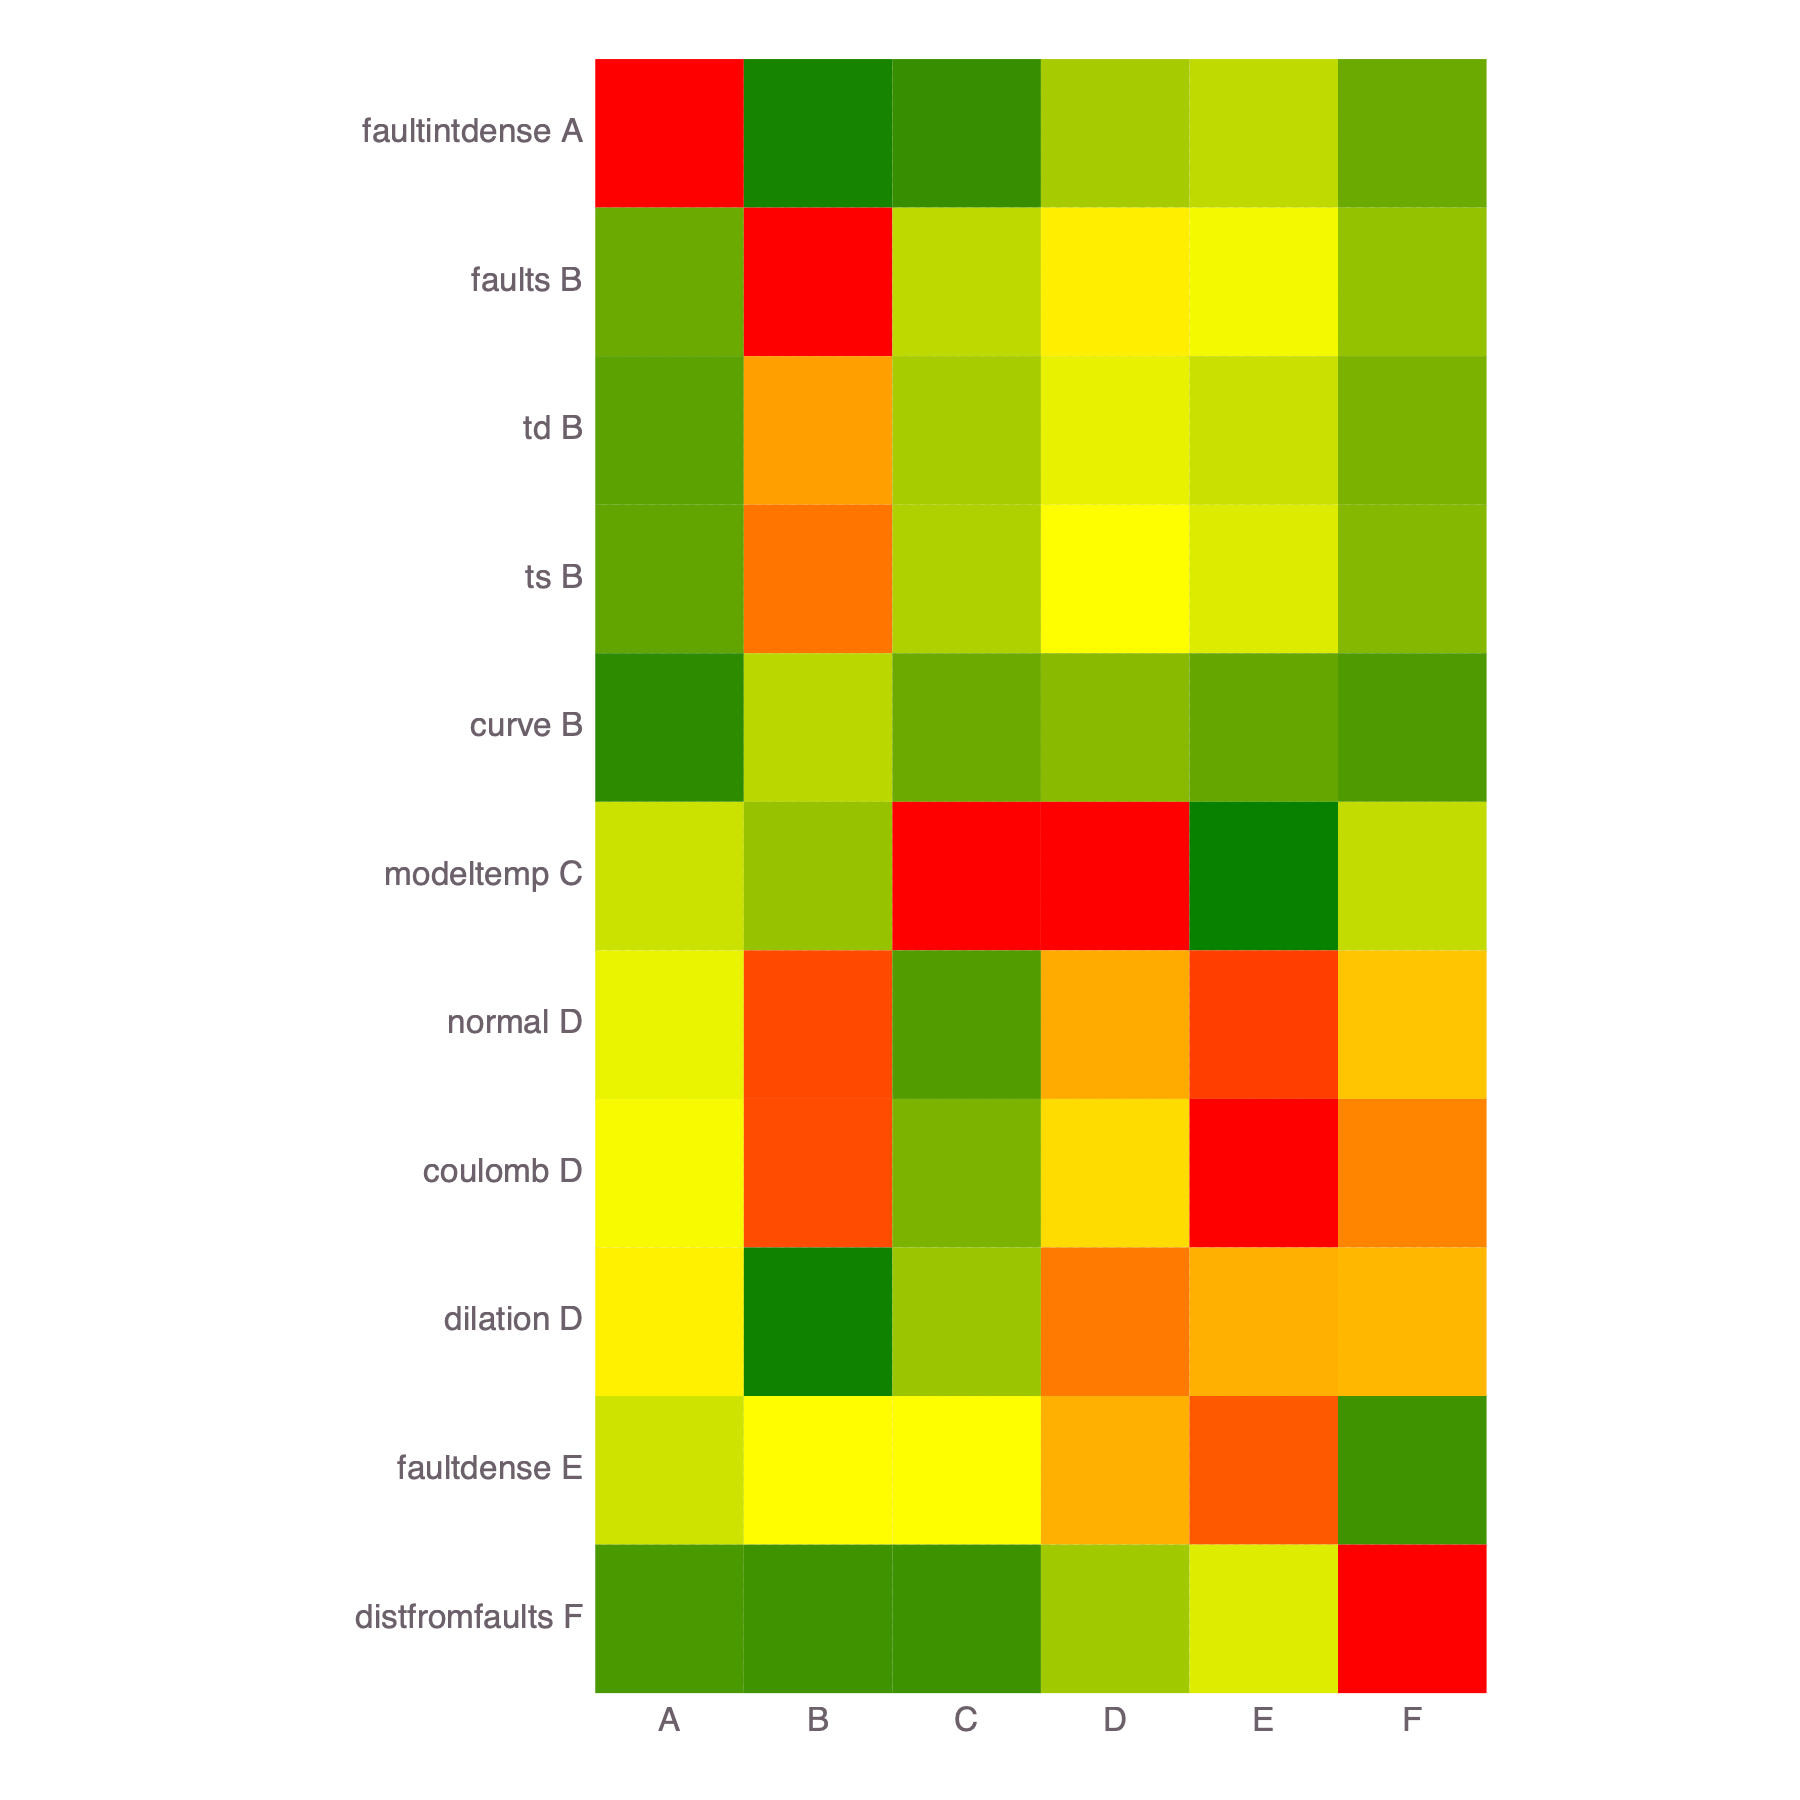 faultintdense A
faults B
td B
ts B
curve B
modeltemp C
normal D
coulomb D
dilation D
faultdense E
distfromfaults F
A B C D E F